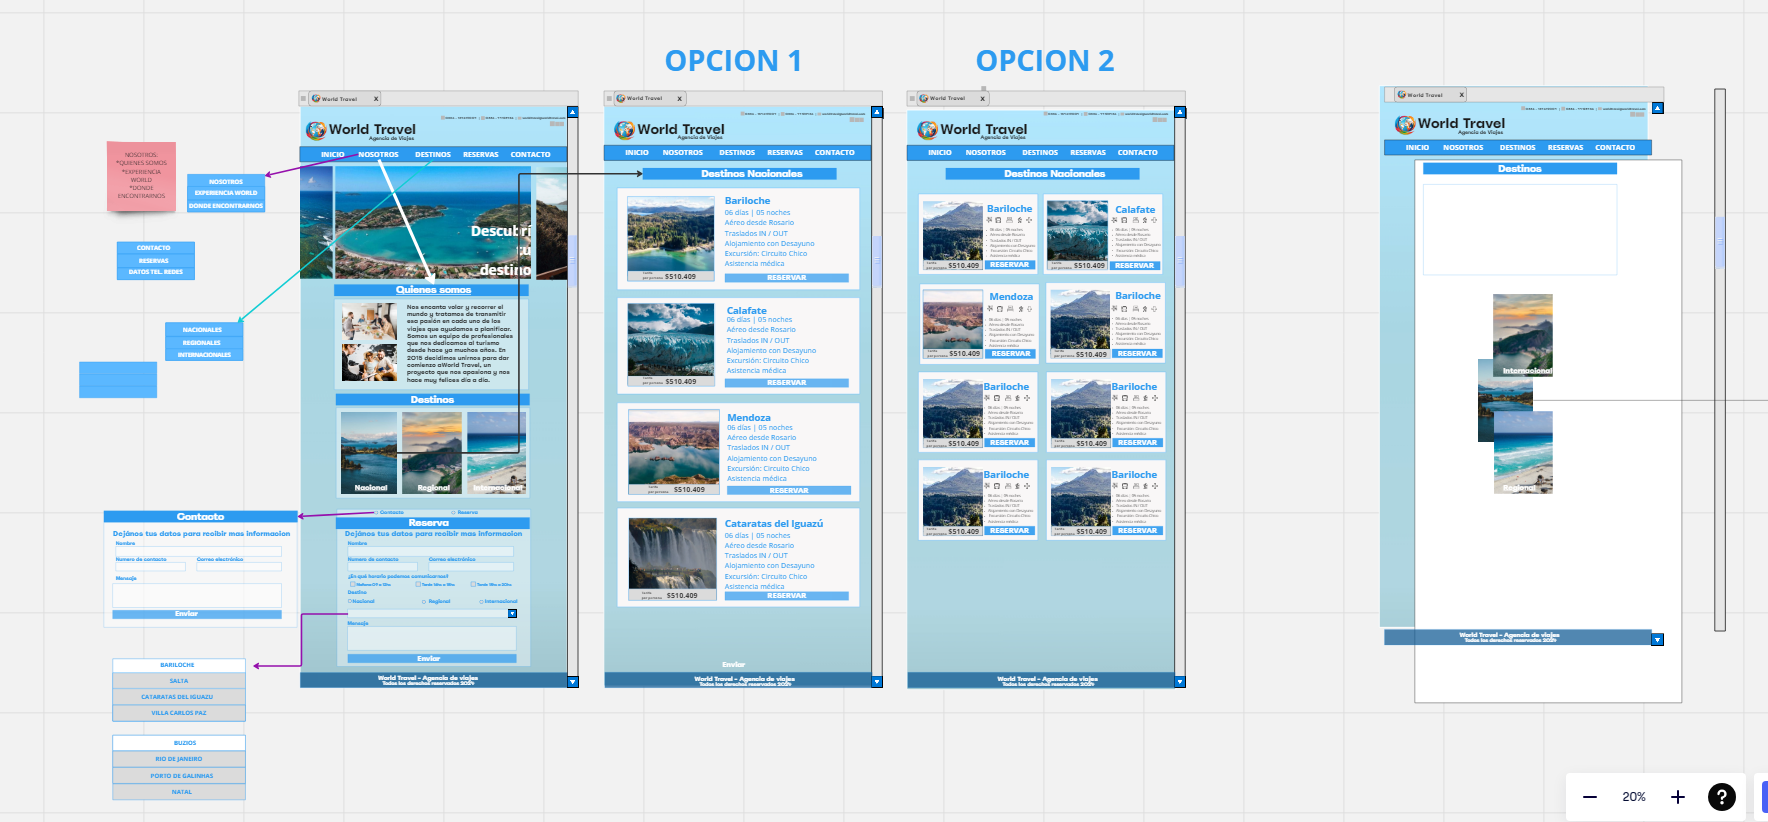 OPCION 1
OPCION 2
NOSOTROS:
*QUIENES SOMOS
*EXPERIENCIA
WORLD
*DONDE
ENCONTRARNOS
NOSOTROS
EXPERIENCIA WORLD
DONDE ENCONTRARNOS
CONTACTO
RESERVAS
DATOS TEL. REDES
NACIONALES
REGIONALES
INTERNACIONALES
Contacto
Dejános tus datos para recibir mas informacion
Nombre
Numero de contacto
Correo electrónico
Mensaje
Enviar
BARILOCHE
SALTA
CATARATAS DEL IGUAZU
VILLA CARLOS PAZ
BUZIOS
RIO DE JANEIRO
PORTO DE GALINHAS
NATAL
World Travel X
World Travel
Agencia de Viajes
INICIO NOSOTROS DESTINOS RESERVAS CONTACTO
Descubrí
tu
destino
Quienes somos
Nos encanta volar y recorrer el
mundo y tratamos de transmitir
esa pasión en cada uno de los
viajes que ayudamos a planificar.
Somos un equipo de profesionales
que nos dedicamos al turismo
desde hace ya muchos años. En
2015 decidimos unirnos para dar
comienzo aWorld Travel, un
proyecto que nos apasiona y nos
hace muy felices dia a dia.
Destinos
Nacional
Regional
Internacional
Contacto
Reserva
Reserva
Dejános tus datos para recibir mas informacion
Nombre
Numero de contacto
Correo electrónico
¿En qué horario podemos comunicarnos?
Destino
Nacional
Regional
Internacional
Mensaje
Enviar
World Travel - Agencia de viajes
Todos los derechos reservados 2024
World Travel X
World Travel
Agencia de Viajes
INICIO NOSOTROS DESTINOS RESERVAS CONTACTO
Destinos Nacionales
Bariloche
06 días | 05 noches
Aéreo desde Rosario
Traslados IN / OUT
Alojamiento con Desayuno
Excursión: Circuito Chico
Asistencia médica
$510.409
RESERVAR
Calafate
06 días | 05 noches
Aéreo desde Rosario
Traslados IN / OUT
Alojamiento con Desayuno
Excursión: Circuito Chico
Asistencia médica
$510.409
RESERVAR
Mendoza
06 días | 05 noches
Aéreo desde Rosario
Traslados IN / OUT
Alojamiento con Desayuno
Excursión: Circuito Chico
Asistencia médica
$510.409
RESERVAR
Cataratas del Iguazú
06 días | 05 noches
Aéreo desde Rosario
Traslados IN / OUT
Alojamiento con Desayuno
Excursión: Circuito Chico
Asistencia médica
$510.409
RESERVAR
Enviar
World Travel - Agencia de viajes
Todos los derechos reservados 2024
World Travel X
World Travel
Agencia de Viajes
INICIO NOSOTROS DESTINOS RESERVAS CONTACTO
Destinos Nacionales
Bariloche
$510.409
RESERVAR
Calafate
$510.409
RESERVAR
Mendoza
$510.409
RESERVAR
Bariloche
$510.409
RESERVAR
Bariloche
$510.409
RESERVAR
Bariloche
$510.409
RESERVAR
Bariloche
$510.409
RESERVAR
Bariloche
$510.409
RESERVAR
World Travel - Agencia de viajes
Todos los derechos reservados 2024
World Travel X
World Travel
Agencia de Viajes
INICIO NOSOTROS DESTINOS RESERVAS CONTACTO
Destinos
Internacional
Regional
World Travel - Agencia de viajes
Todos los derechos reservados 2024
20%